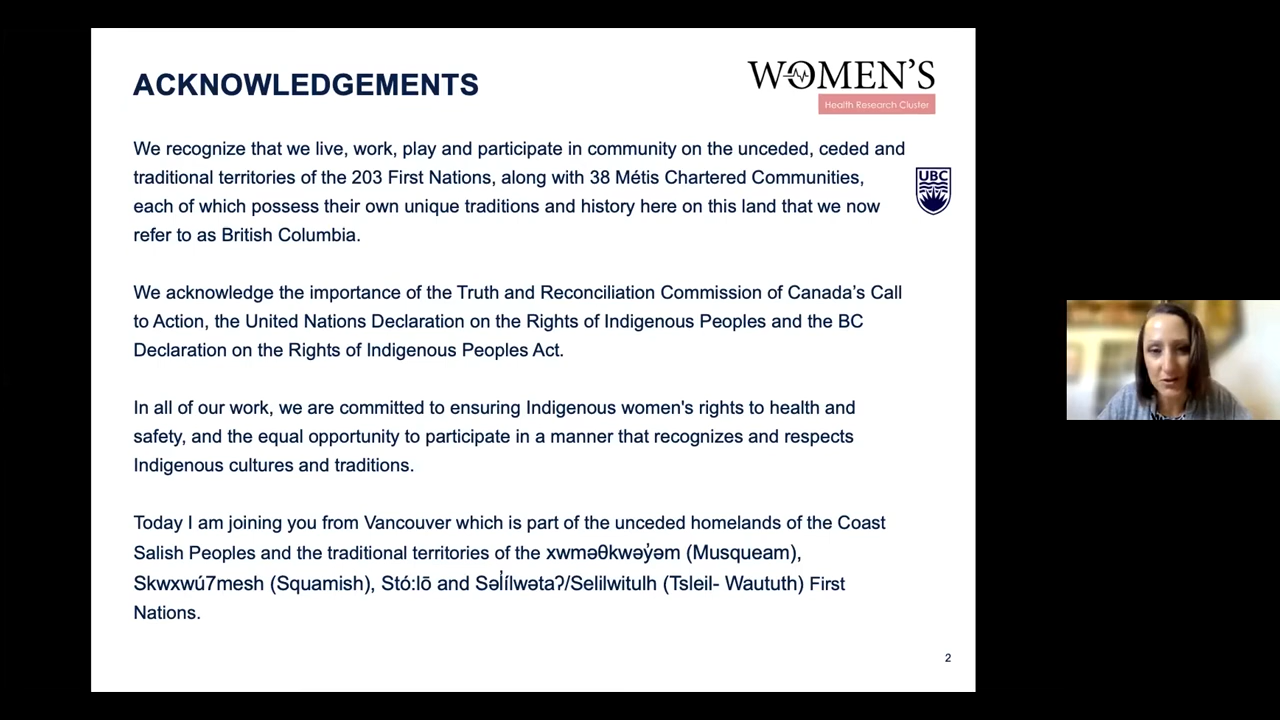 ACKNOWLEDGEMENTS
WOMEN'S
Health Research Cluster
We recognize that we live, work, play and participate in community on the unceded, ceded and
traditional territories of the 203 First Nations, along with 38 Métis Chartered Communities,
each of which possess their own unique traditions and history here on this land that we now
refer to as British Columbia.
UBC
We acknowledge the importance of the Truth and Reconciliation Commission of Canada’s Call
to Action, the United Nations Declaration on the Rights of Indigenous Peoples and the BC
Declaration on the Rights of Indigenous Peoples Act.
In all of our work, we are committed to ensuring Indigenous women's rights to health and
safety, and the equal opportunity to participate in a manner that recognizes and respects
Indigenous cultures and traditions.
Today I am joining you from Vancouver which is part of the unceded homelands of the Coast
Salish Peoples and the traditional territories of the xwməθkwəy̓əm (Musqueam),
Skwxwú7mesh (Squamish), Stó:lō and Səl̓ílwətaʔ/Selilwitulh (Tsleil- Waututh) First
Nations.
2